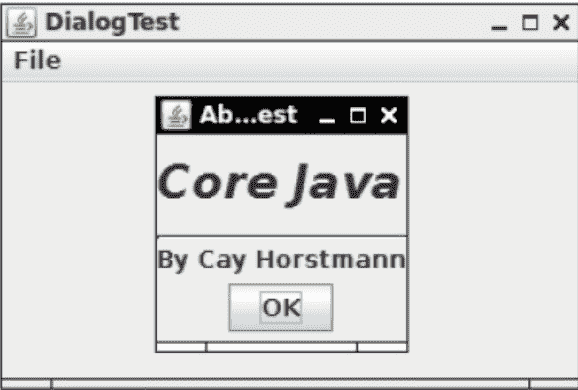 DialogTest
File
Ab...est
Core Java
By Cay Horstmann
OK